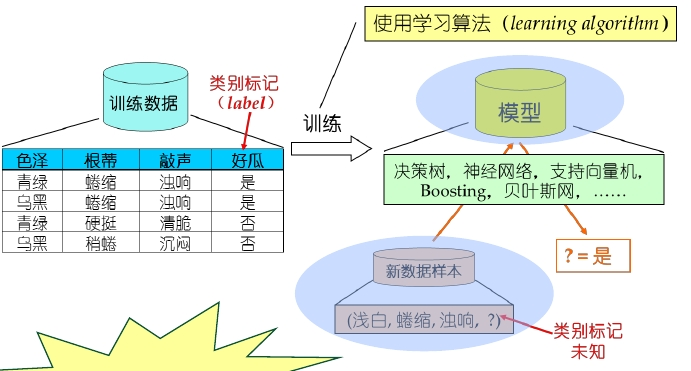 使用学习算法（learning algorithm）
类别标记
（label）
训练数据
训练
模型
色泽 根蒂 敲声 好瓜
青绿 蜷缩 浊响 是
乌黑 蜷缩 浊响 是
青绿 硬挺 清脆 否
乌黑 稍蜷 沉闷 否
决策树，神经网络，支持向量机，
Boosting，贝叶斯网，……
? = 是
新数据样本
(浅白, 蜷缩, 浊响, ?)
类别标记
未知